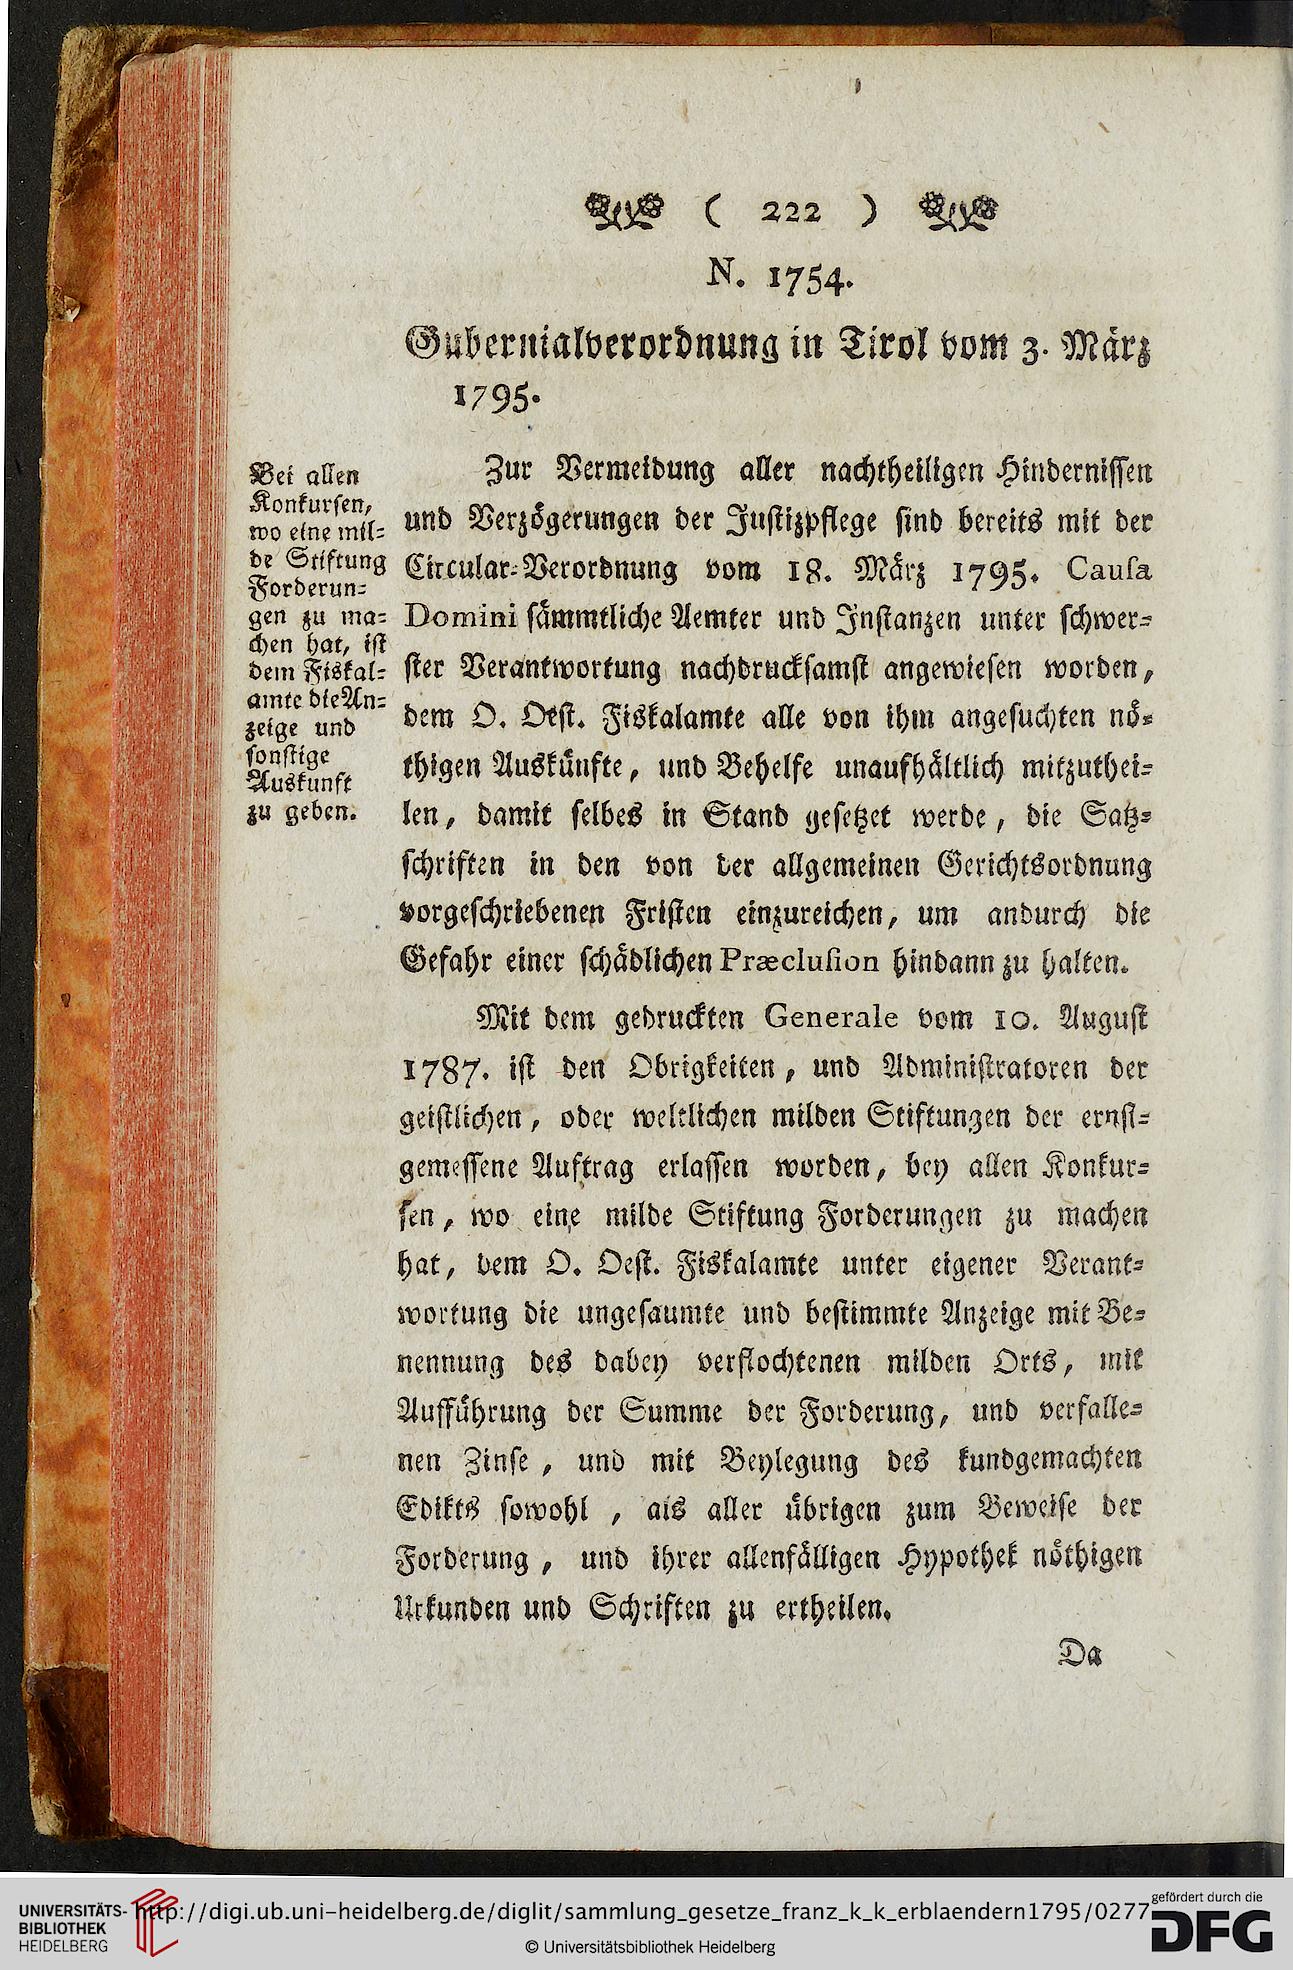 ( 222 )
N. 1754.
Gubernialverordnung in Tirol vom 3. März
1795.
Bei allen
Konkursen,
wo eine mil=
de Stiftung
Forderun=
gen zu ma=
chen hat, ist
dem Fiskal=
amte die An=
zeige und
sonstige
Auskunft
zu geben.
Zur Vermeidung aller nachtheiligen Hindernissen
und Verzögerungen der Justizpflege sind bereits mit der
Circular=Verordnung vom 18. März 1795. Causa
Domini sämmtliche Aemter und Instanzen unter schwer=
ster Verantwortung nachdrucksamst angewiesen worden,
dem O. Oest. Fiskalamte alle von ihm angesuchten nö=
thigen Auskünfte, und Behelfe unaufhältlich mitzuthei=
len, damit selbes in Stand gesetzet werde, die Satz=
schriften in den von der allgemeinen Gerichtsordnung
vorgeschriebenen Fristen einzureichen, um andurch die
Gefahr einer schädlichen Præclusion hindann zu halten.
Mit dem gedruckten Generale vom 10. August
1787. ist den Obrigkeiten, und Administratoren der
geistlichen, oder weltlichen milden Stiftungen der ernst=
gemessene Auftrag erlassen worden, bey allen Konkur=
sen, wo eine milde Stiftung Forderungen zu machen
hat, dem O. Oest. Fiskalamte unter eigener Verant=
wortung die ungesaumte und bestimmte Anzeige mit Be=
nennung des dabey verflochtenen milden Orts, mit
Aufführung der Summe der Forderung, und verfalle=
nen Zinse, und mit Beylegung des kundgemachten
Edikts sowohl, als aller übrigen zum Beweise der
Forderung, und ihrer allenfälligen Hypothek nöthigen
Urkunden und Schriften zu ertheilen.
Da
UNIVERSITÄTS-
BIBLIOTHEK
HEIDELBERG
http://digi.ub.uni-heidelberg.de/diglit/sammlung_gesetze_franz_k_k_erblaendern1795/0277
© Universitätsbibliothek Heidelberg
gefördert durch die
DFG